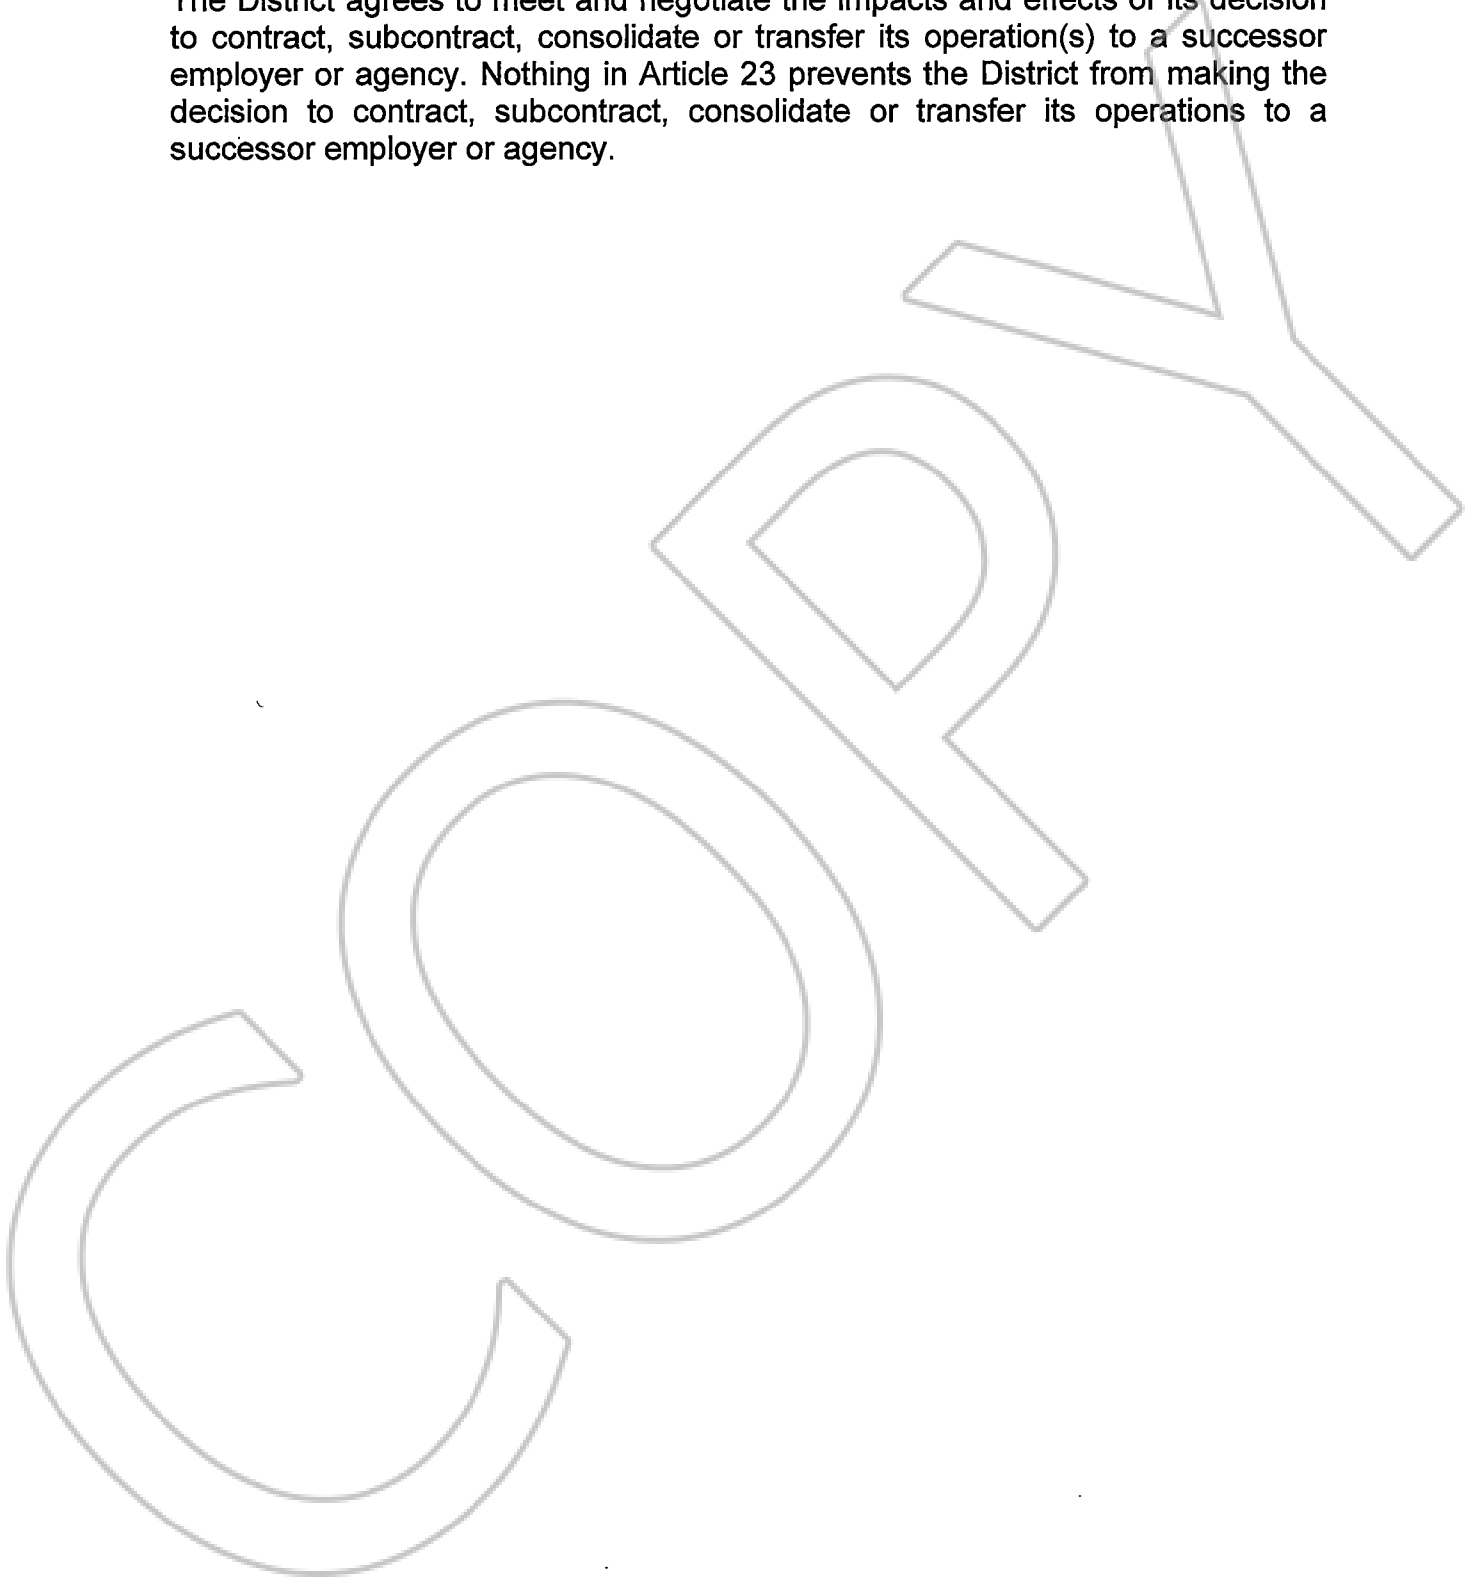 The District agrees to meet and negotiate the impacts and effects of its decision
to contract, subcontract, consolidate or transfer its operation(s) to a successor
employer or agency. Nothing in Article 23 prevents the District from making the
decision to contract, subcontract, consolidate or transfer its operations to a
successor employer or agency.
COPY